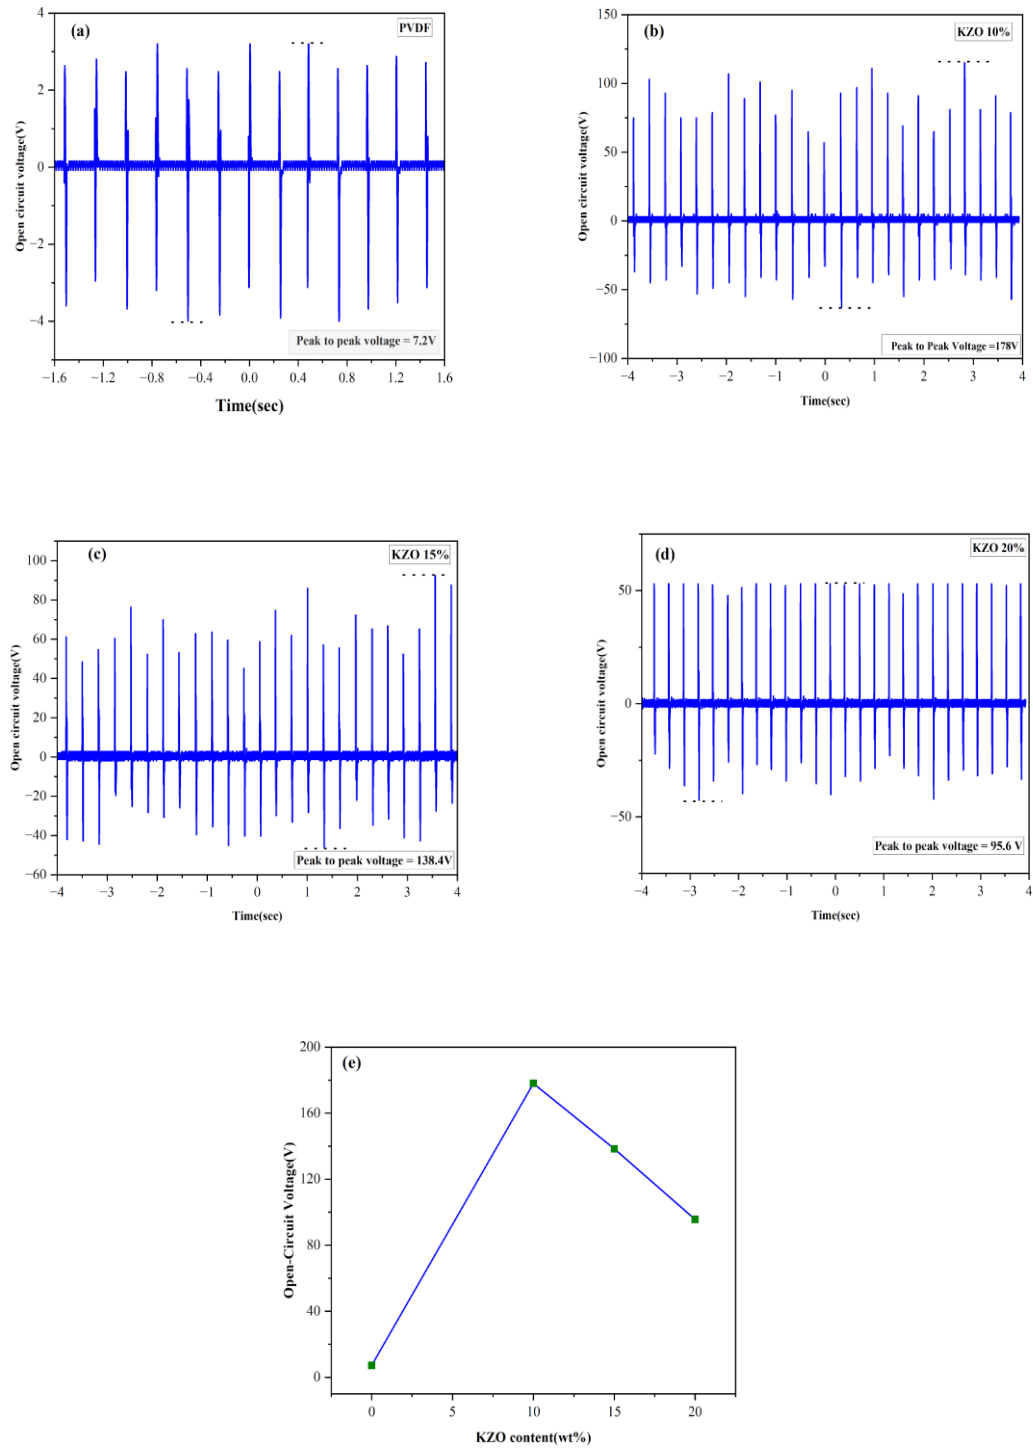 (a)
PVDF
4
2
0
−2
−4
Open circuit voltage(V)
Peak to peak voltage = 7.2V
−1.6 −1.2 −0.8 −0.4 0.0 0.4 0.8 1.2 1.6
Time(sec)
(b)
KZO 10%
150
100
50
0
−50
−100
Open circuit voltage(V)
Peak to Peak Voltage =178V
−4 −3 −2 −1 0 1 2 3 4
Time(sec)
(c)
KZO 15%
100
80
60
40
20
0
−20
−40
−60
Open circuit voltage(V)
Peak to peak voltage = 138.4V
−4 −3 −2 −1 0 1 2 3 4
Time(sec)
(d)
KZO 20%
50
0
−50
Open circuit voltage(V)
Peak to peak voltage = 95.6 V
−4 −3 −2 −1 0 1 2 3 4
Time(sec)
(e)
200
160
120
80
40
0
Open-Circuit Voltage(V)
0 5 10 15 20
KZO content(wt%)